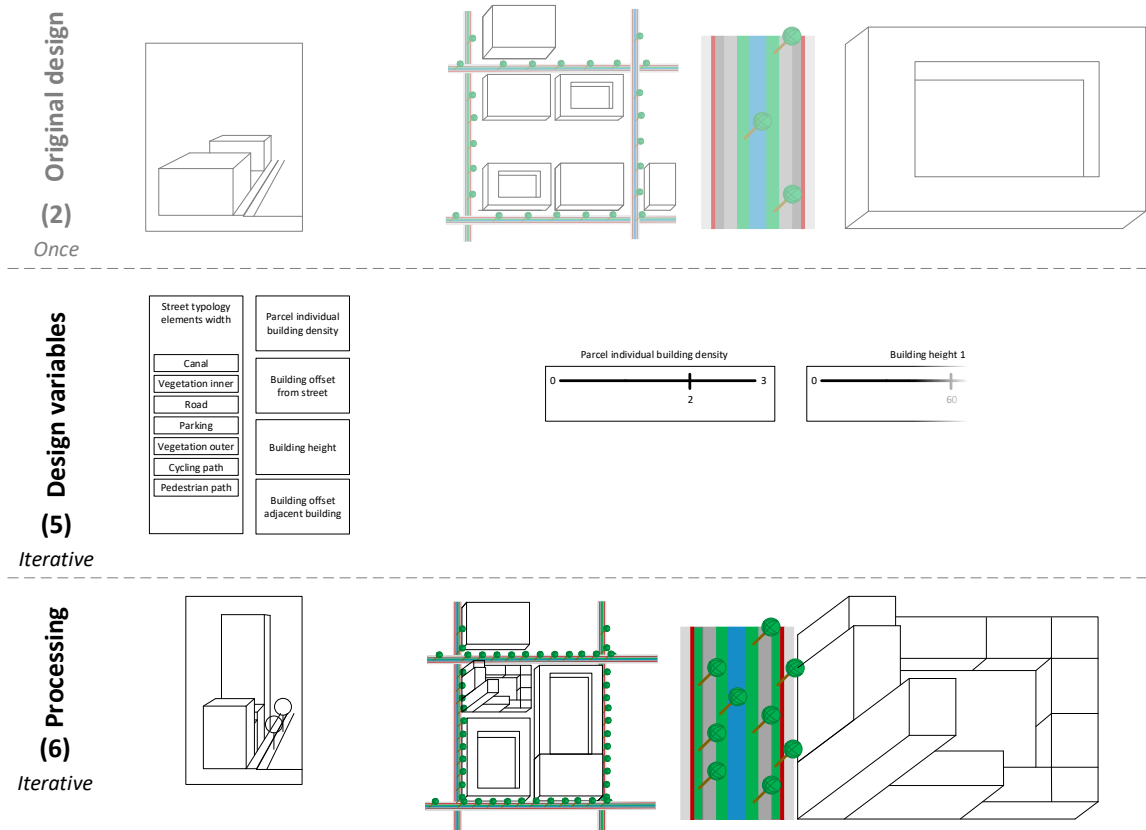 Original design
(2)
Once
Design variables
(5)
Iterative
Street typology
elements width
Canal
Vegetation inner
Road
Parking
Vegetation outer
Cycling path
Pedestrian path
Parcel individual
building density
Building offset
from street
Building height
Building offset
adjacent building
Parcel individual building density
0
3
2
Building height 1
0
60
Processing
(6)
Iterative